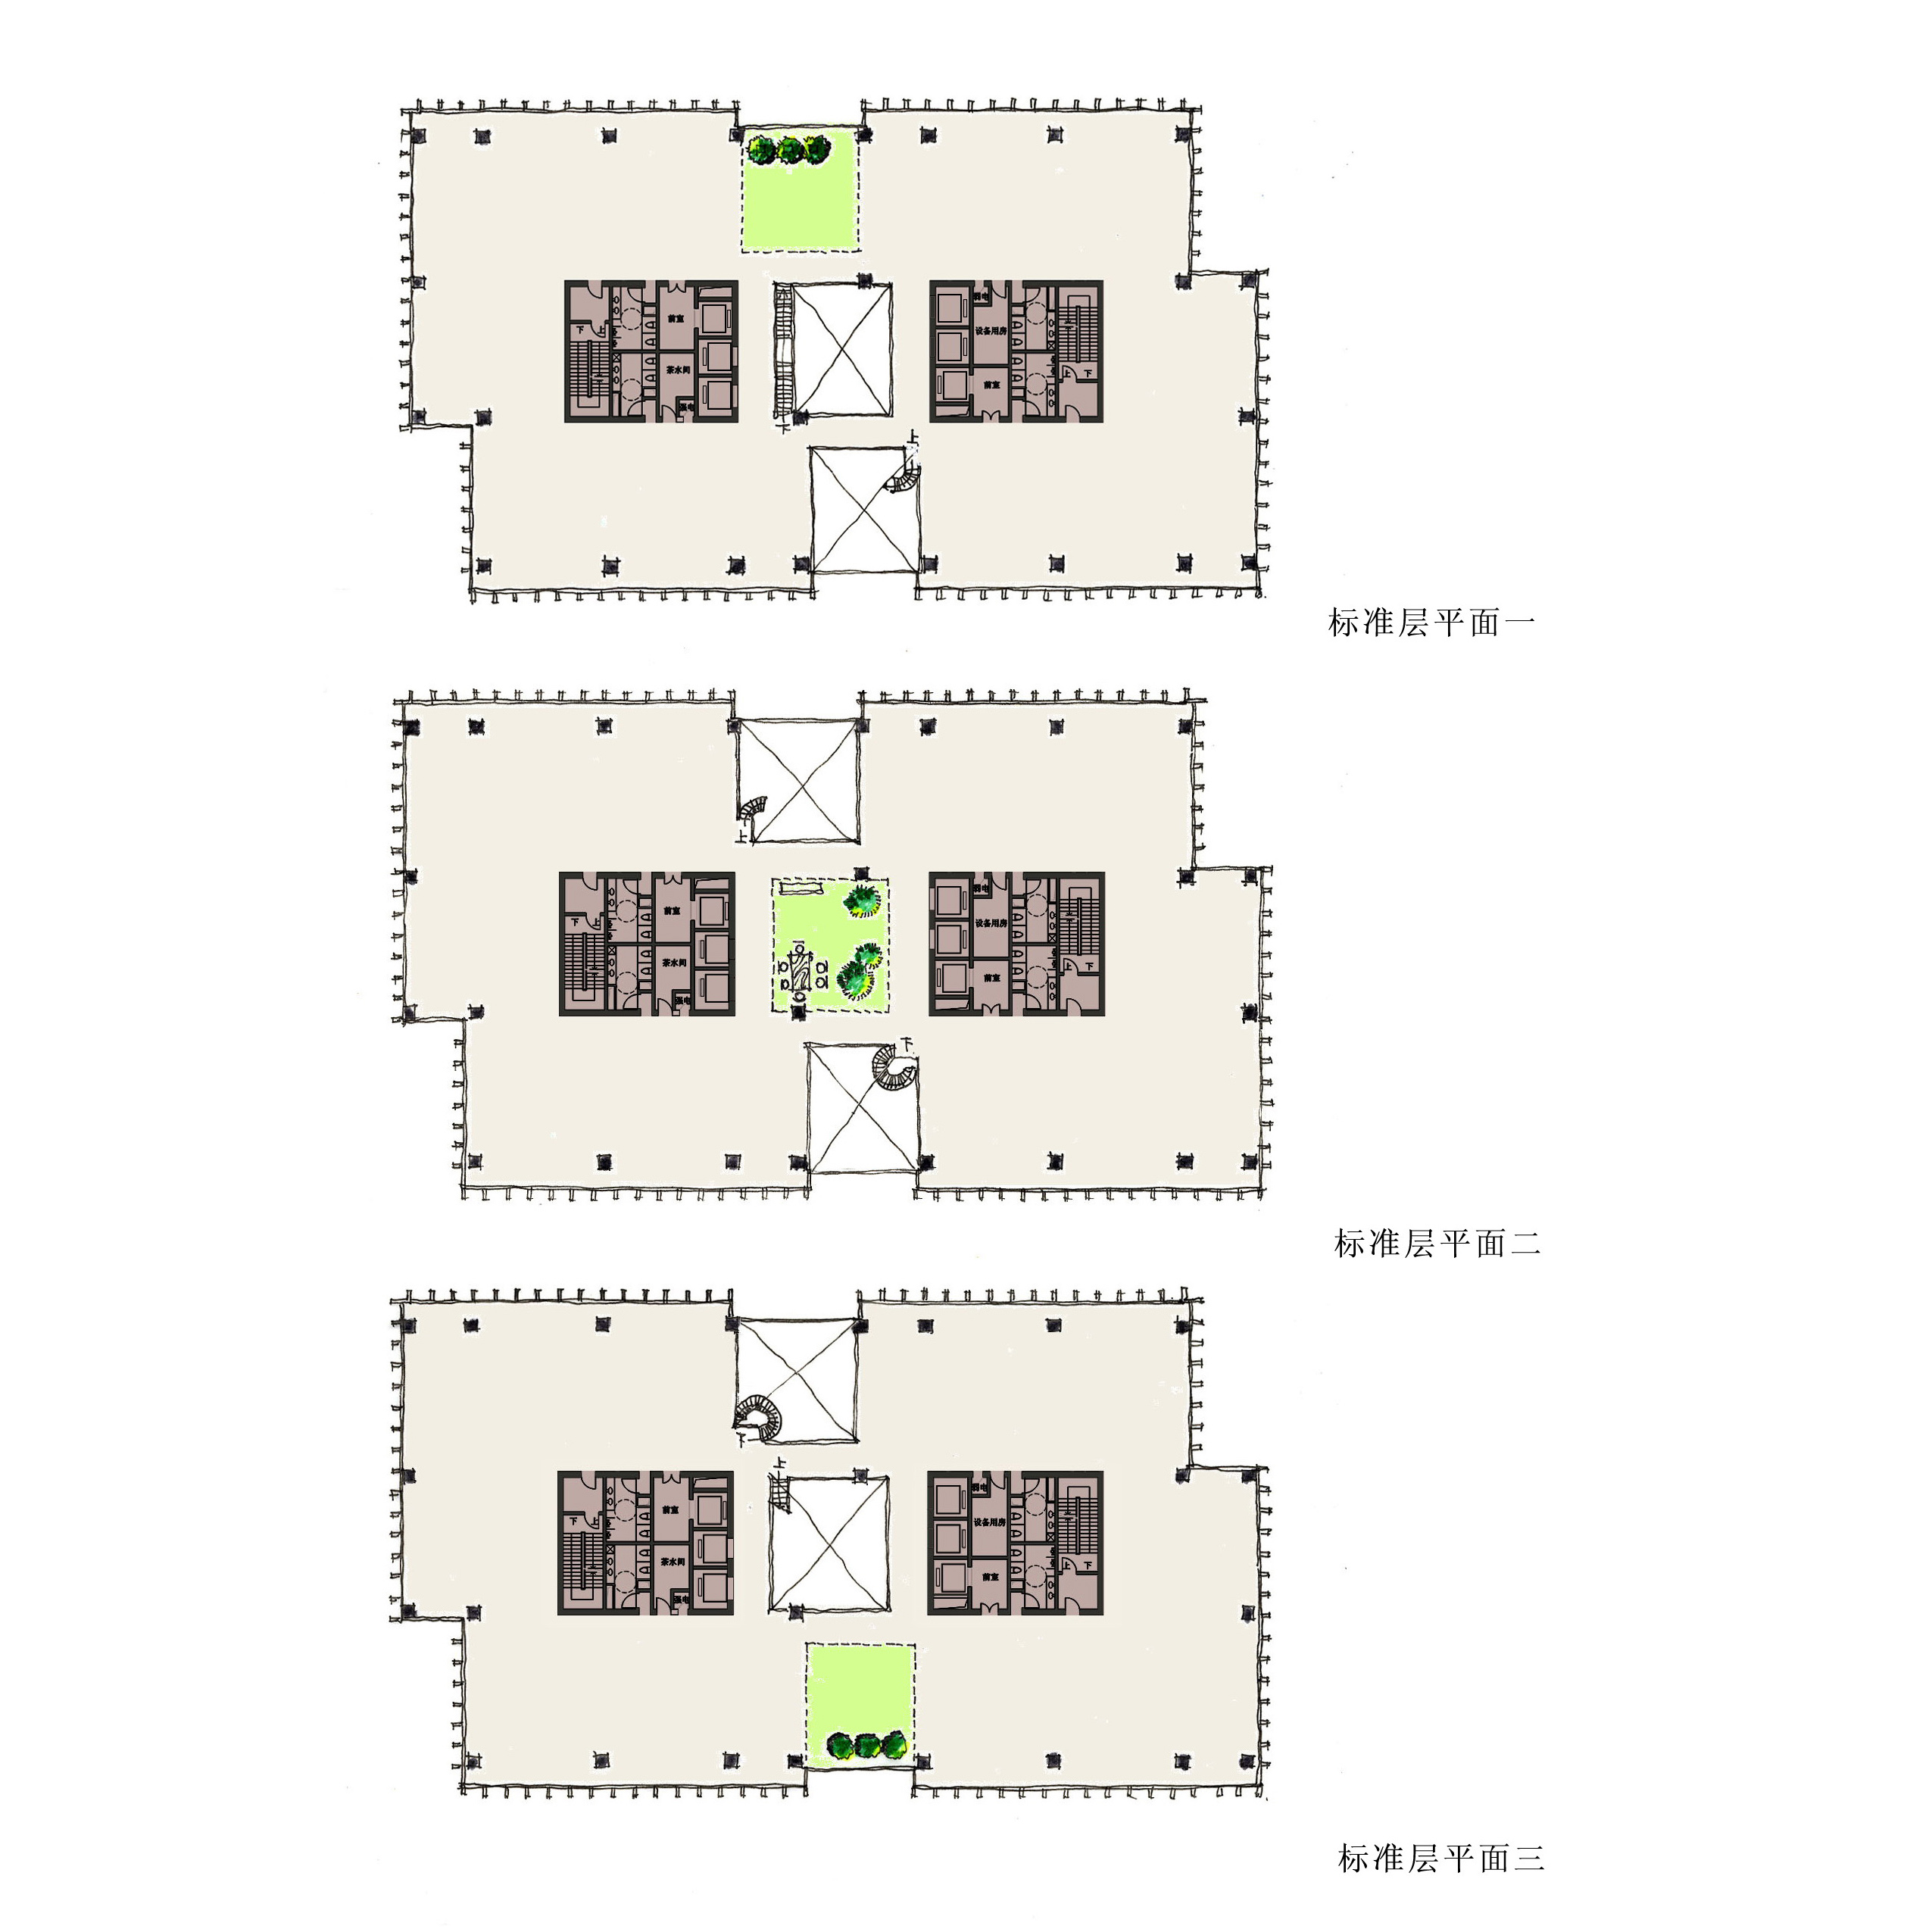 弱电
前室
设备用房
下 上
茶水间
前室
上 下
强电
下
上
标准层平面一
上
弱电
前室
设备用房
下 上
茶水间
前室
上 下
强电
下
标准层平面二
下
上
弱电
前室
设备用房
下 上
茶水间
前室
上 下
强电
标准层平面三